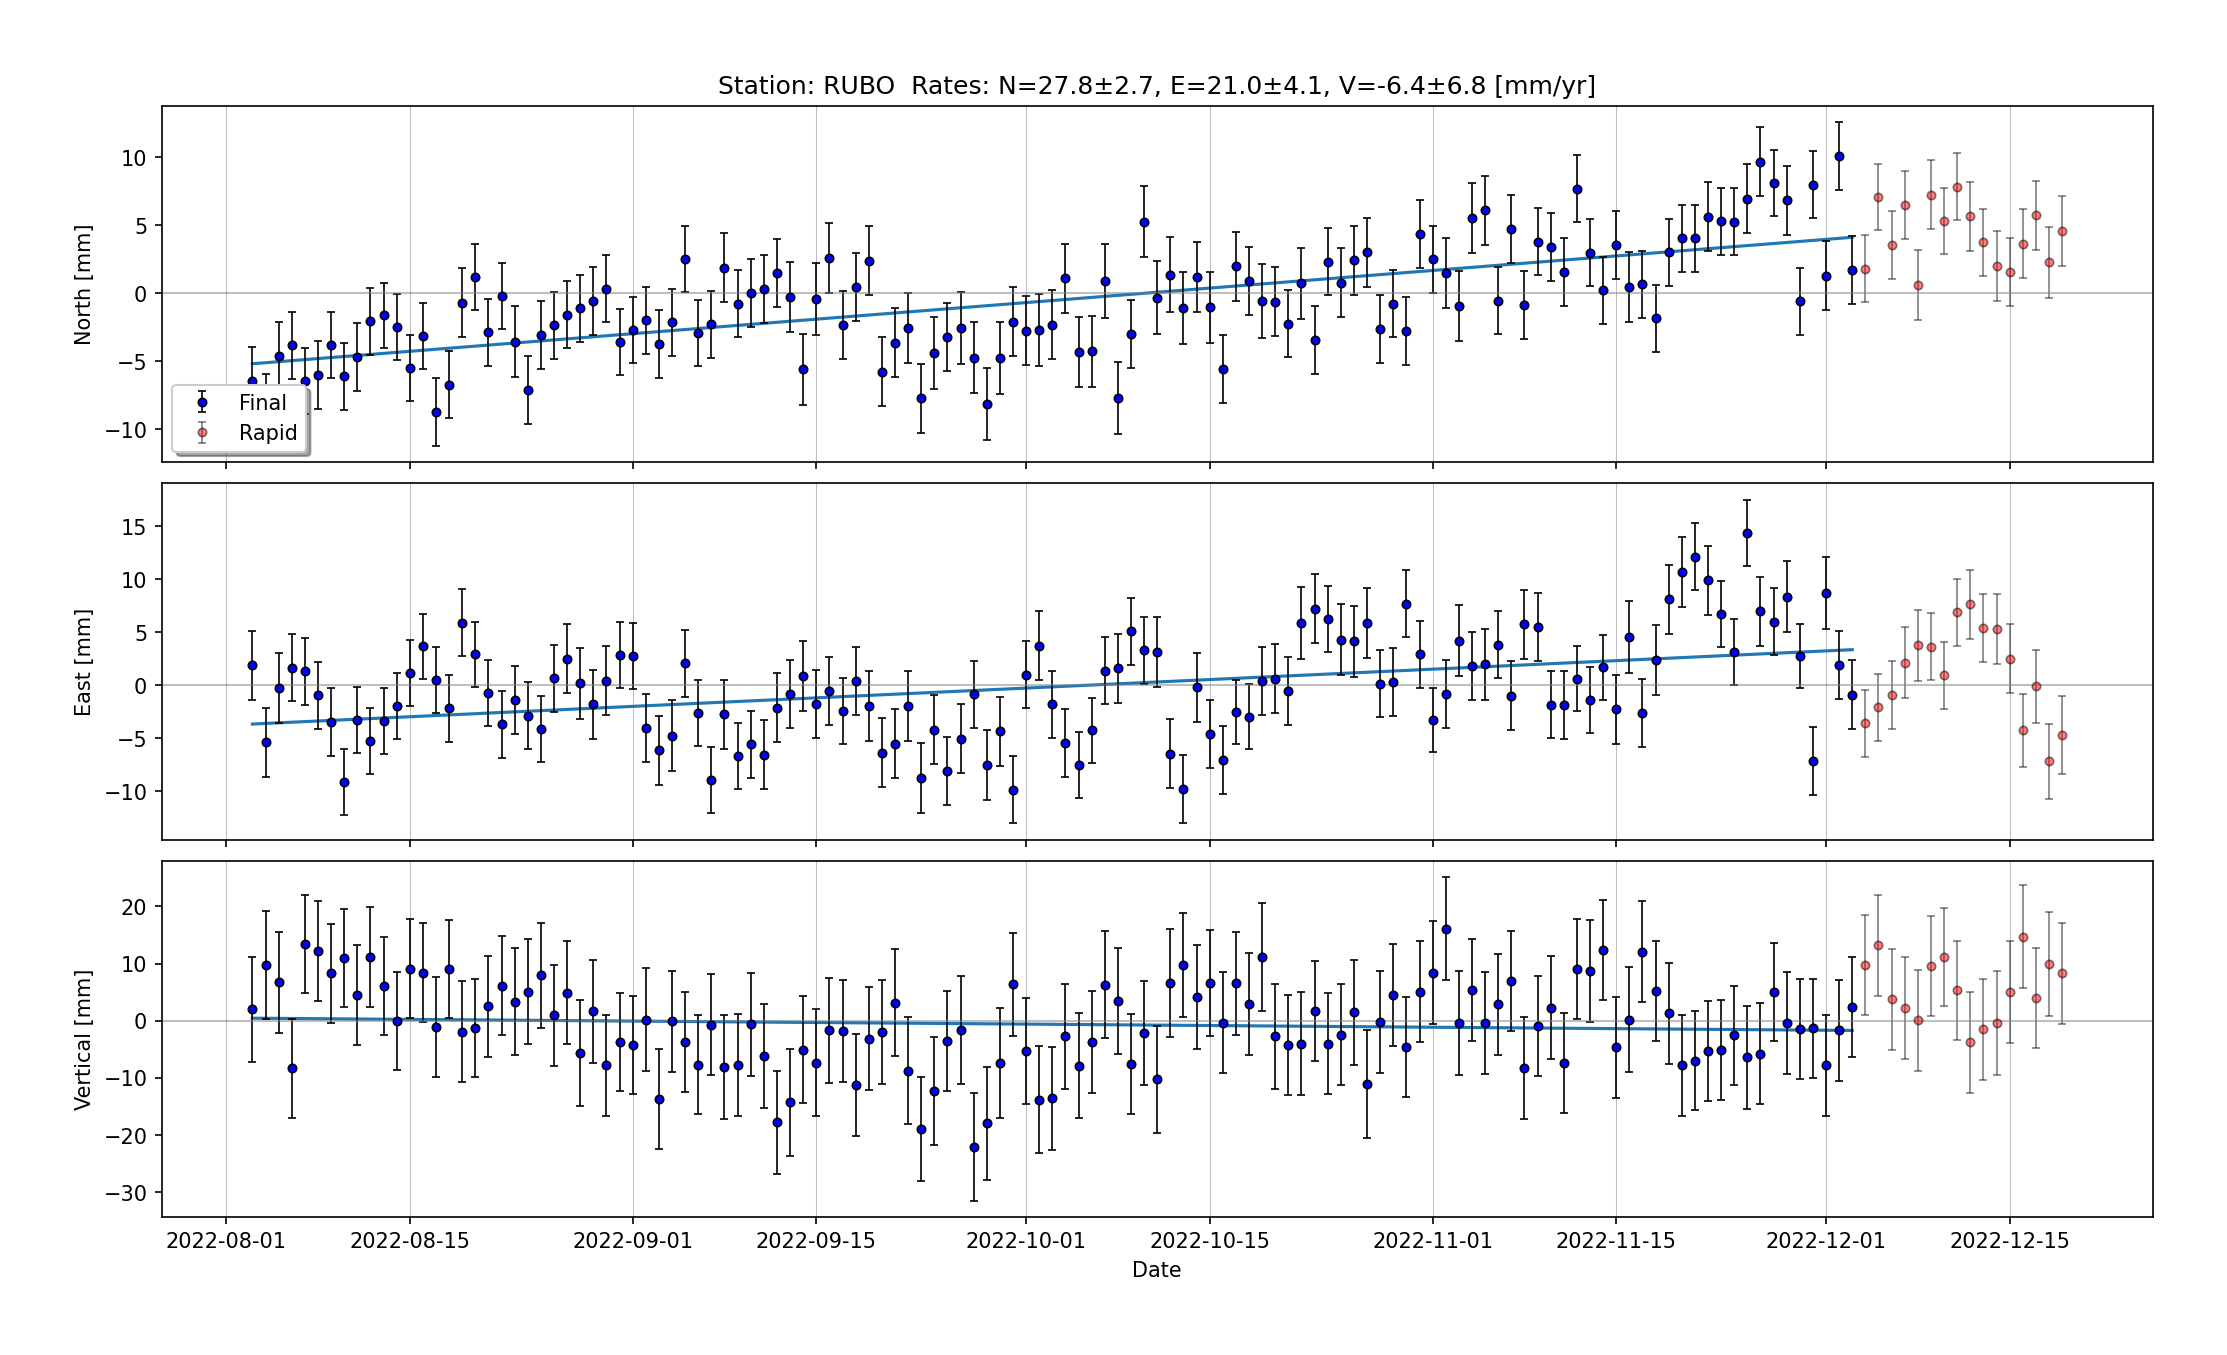 Station: RUBO  Rates: N=27.8±2.7, E=21.0±4.1, V=-6.4±6.8 [mm/yr]
North [mm]
10
5
0
−5
−10
Final
Rapid
East [mm]
15
10
5
0
−5
−10
Vertical [mm]
20
10
0
−10
−20
−30
2022-08-01 2022-08-15 2022-09-01 2022-09-15 2022-10-01 2022-10-15 2022-11-01 2022-11-15 2022-12-01 2022-12-15
Date